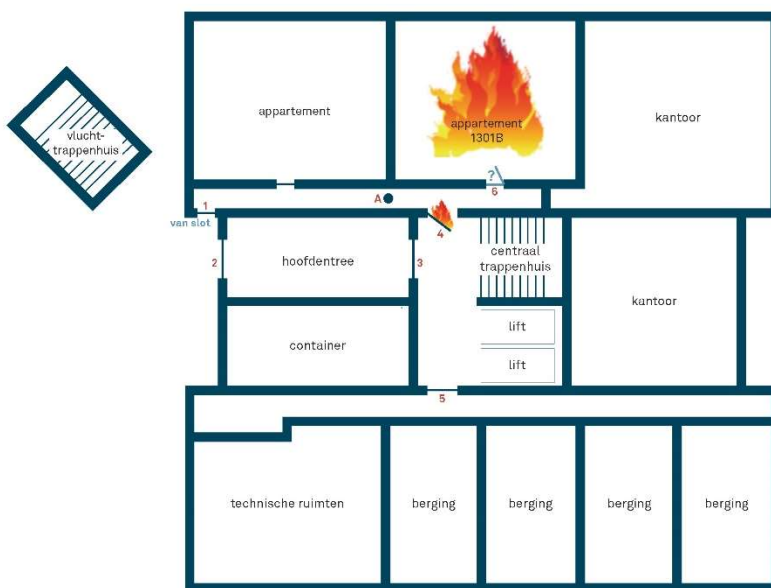 appartement
appartement
1301B
kantoor
vlucht-
trappenhuis
?
6
A
1
van slot
4
2
hoofdentree
3
centraal
trappenhuis
kantoor
lift
container
lift
5
technische ruimten
berging
berging
berging
berging